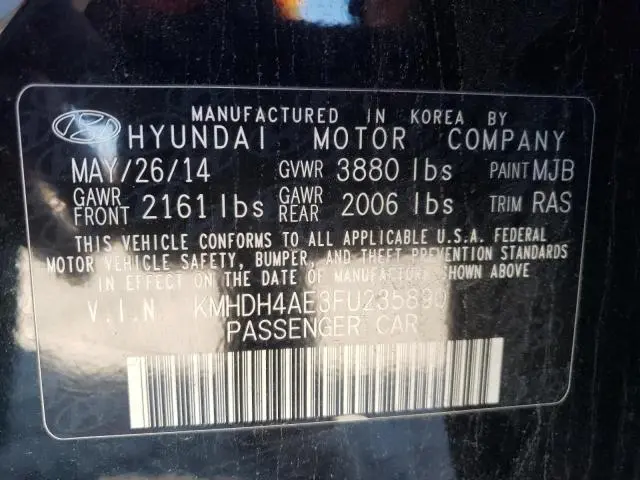 MANUFACTURED IN KOREA BY
HYUNDAI MOTOR COMPANY
MAY/26/14 GVWR 3880 lbs PAINT MJB
GAWR FRONT 2161 lbs GAWR REAR 2006 lbs TRIM RAS
THIS VEHICLE CONFORMS TO ALL APPLICABLE U.S.A. FEDERAL
MOTOR VEHICLE SAFETY, BUMPER, AND THEFT PREVENTION STANDARDS
IN EFFECT ON THE DATE OF MANUFACTURE SHOWN ABOVE
V.I.N. KMHDH4AE3FU235890
PASSENGER CAR